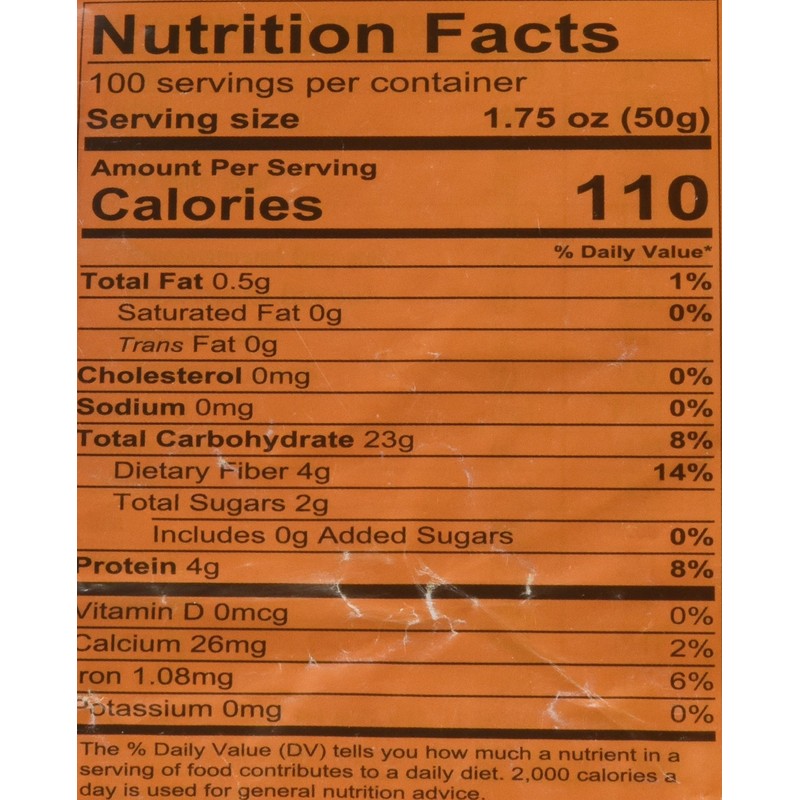 Nutrition Facts
100 servings per container
Serving size 1.75 oz (50g)
Amount Per Serving
Calories 110
% Daily Value*
Total Fat 0.5g 1%
Saturated Fat 0g 0%
Trans Fat 0g
Cholesterol 0mg 0%
Sodium 0mg 0%
Total Carbohydrate 23g 8%
Dietary Fiber 4g 14%
Total Sugars 2g
Includes 0g Added Sugars 0%
Protein 4g 8%
Vitamin D 0mcg 0%
Calcium 26mg 2%
ron 1.08mg 6%
Potassium 0mg 0%
The % Daily Value (DV) tells you how much a nutrient in a
serving of food contributes to a daily diet. 2,000 calories a
day is used for general nutrition advice.